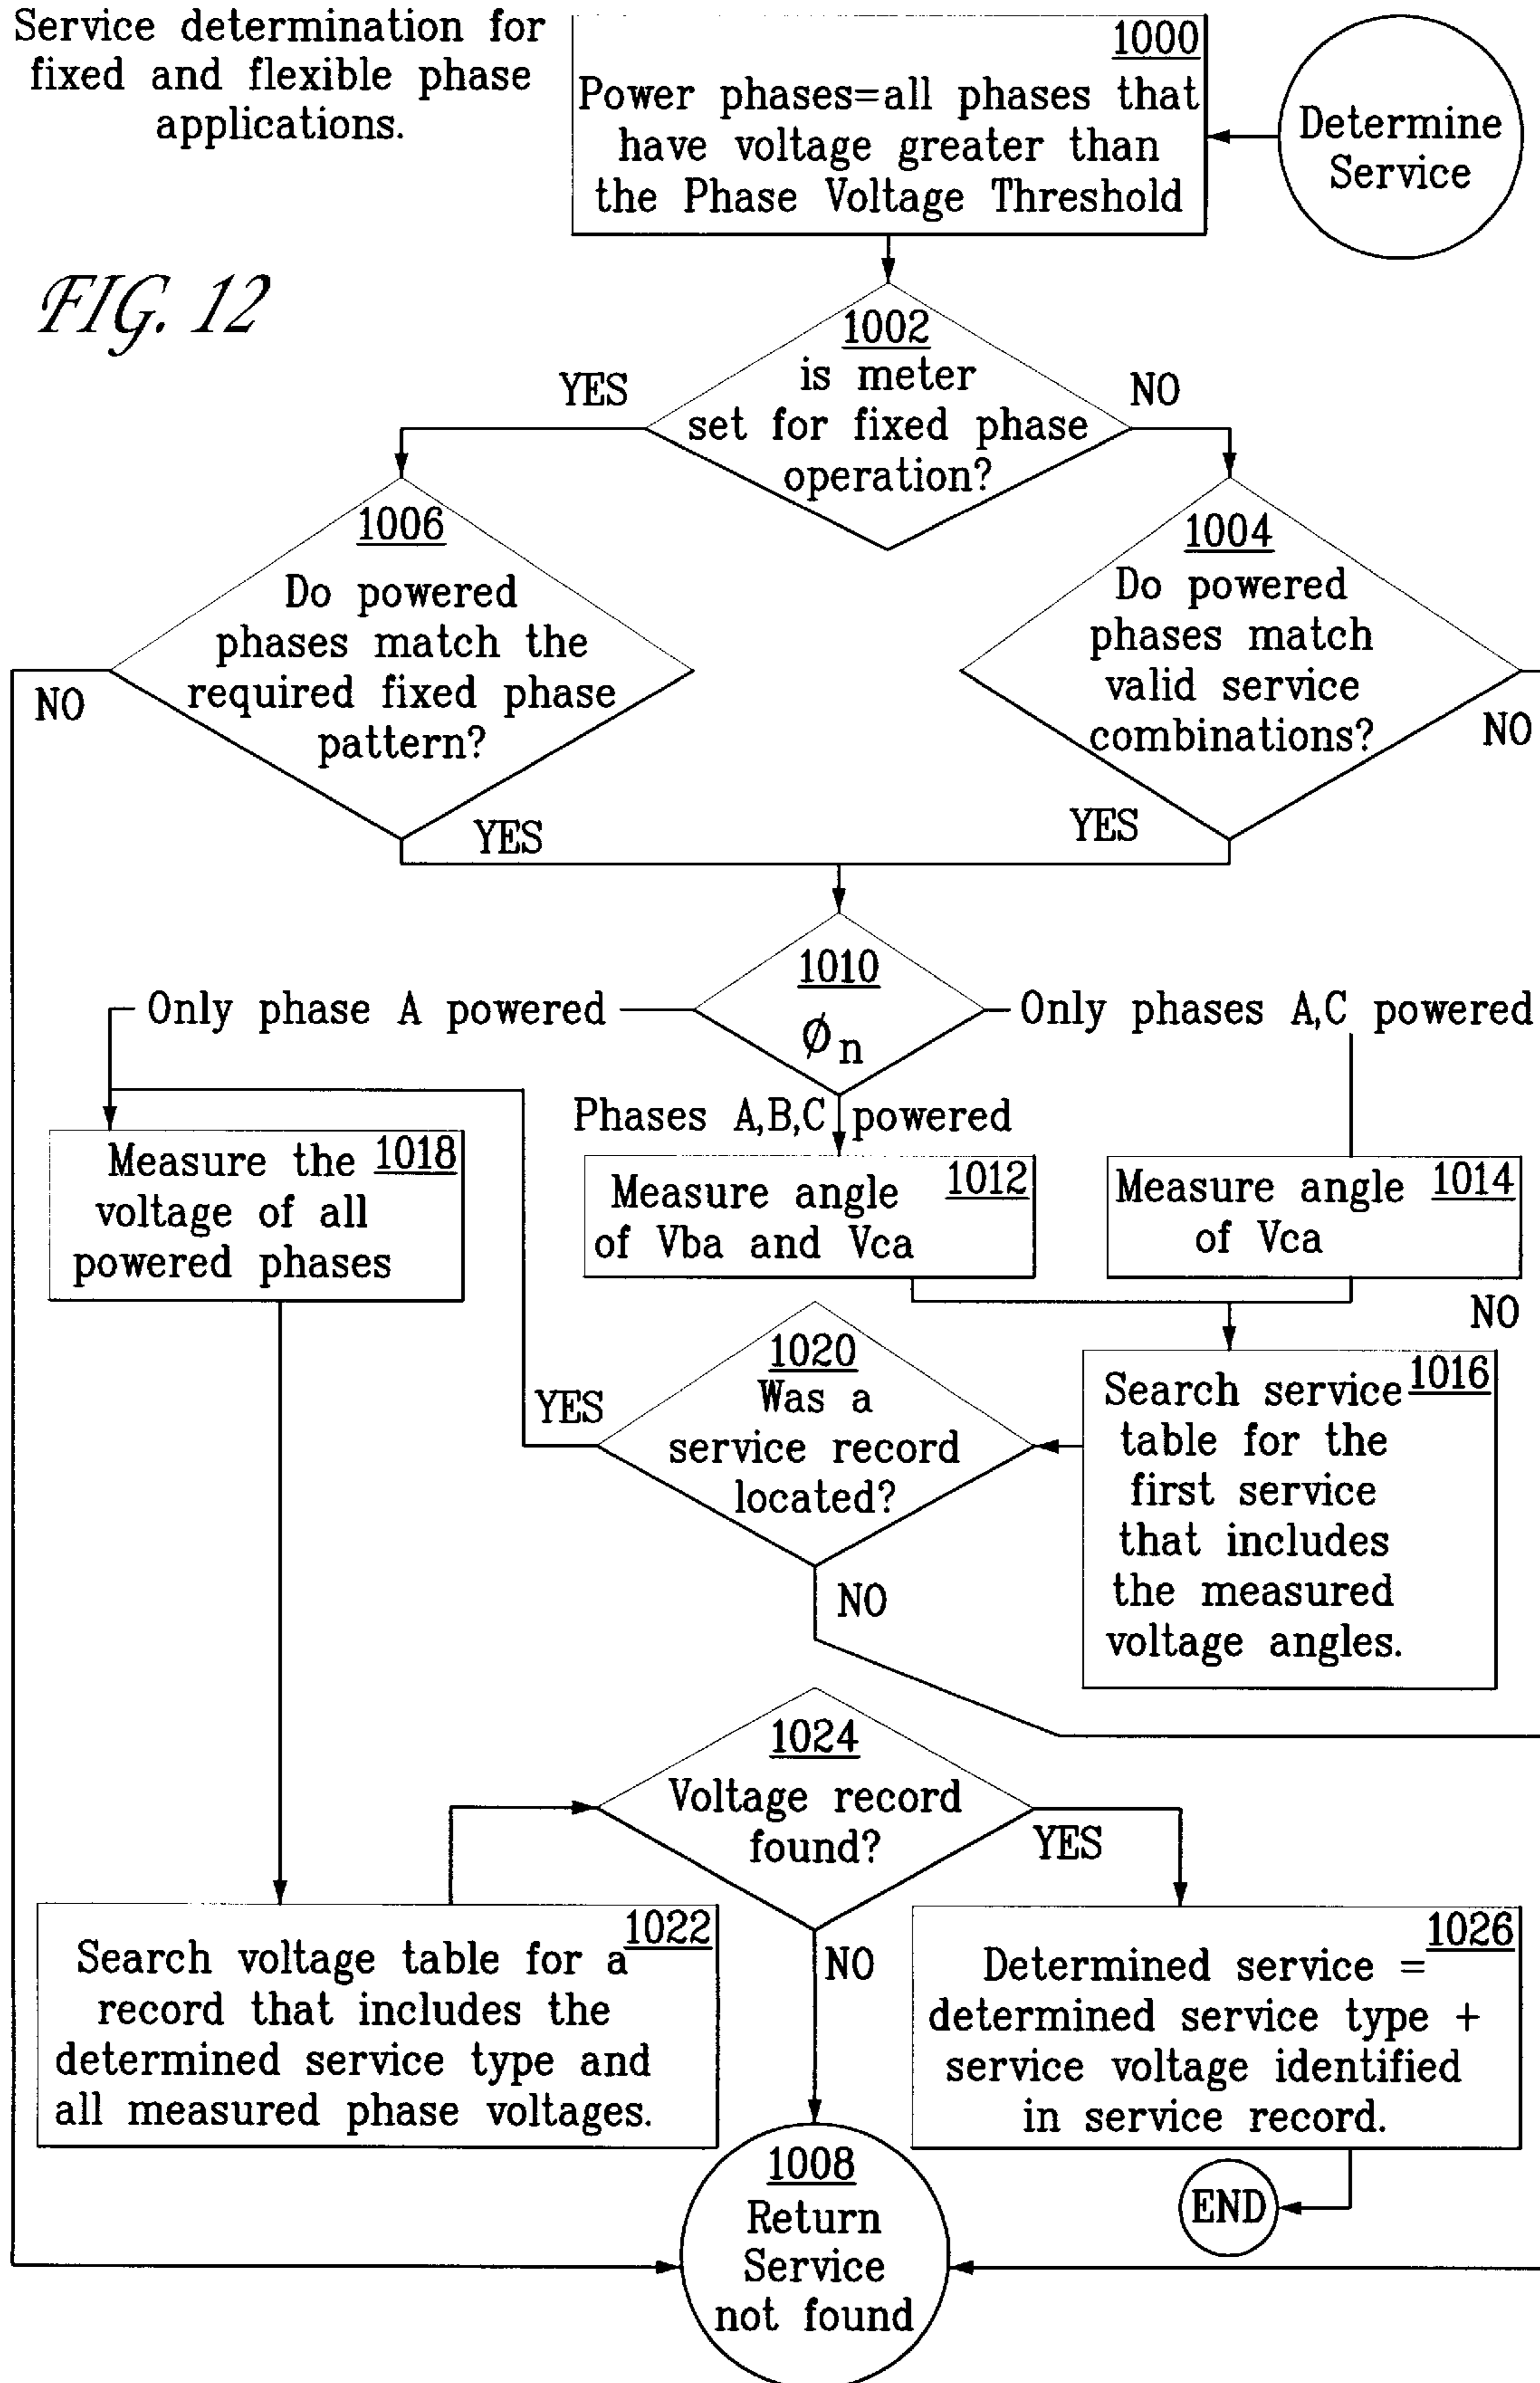 Service determination for
fixed and flexible phase
applications.
1000
Power phases=all phases that
have voltage greater than
the Phase Voltage Threshold
Determine
Service
FIG. 12
1002
is meter
set for fixed phase
operation?
YES
NO
1006
Do powered
phases match the
required fixed phase
pattern?
NO
YES
1004
Do powered
phases match
valid service
combinations?
NO
YES
1010
ϕn
Only phase A powered
Only phases A,C powered
Phases A,B,C powered
Measure the 1018
voltage of all
powered phases
Measure angle 1012
of Vba and Vca
Measure angle 1014
of Vca
NO
1020
Was a
service record
located?
YES
NO
Search service 1016
table for the
first service
that includes
the measured
voltage angles.
1024
Voltage record
found?
YES
NO
1022
Search voltage table for a
record that includes the
determined service type and
all measured phase voltages.
1026
Determined service =
determined service type +
service voltage identified
in service record.
END
1008
Return
Service
not found